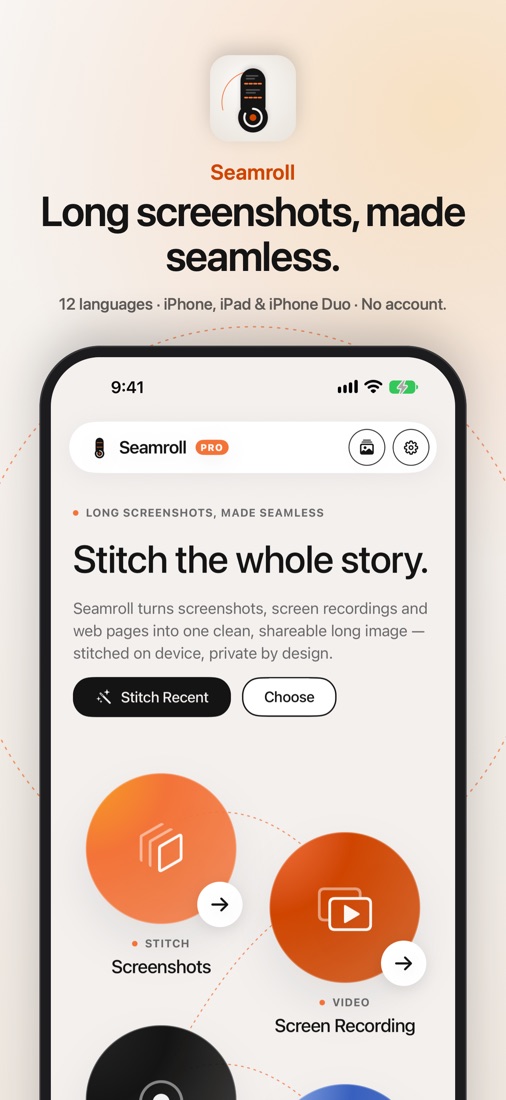 Seamroll
Long screenshots, made
seamless.
12 languages · iPhone, iPad & iPhone Duo · No account.
9:41
Seamroll PRO
LONG SCREENSHOTS, MADE SEAMLESS
Stitch the whole story.
Seamroll turns screenshots, screen recordings and
web pages into one clean, shareable long image —
stitched on device, private by design.
Stitch Recent
Choose
STITCH
Screenshots
VIDEO
Screen Recording